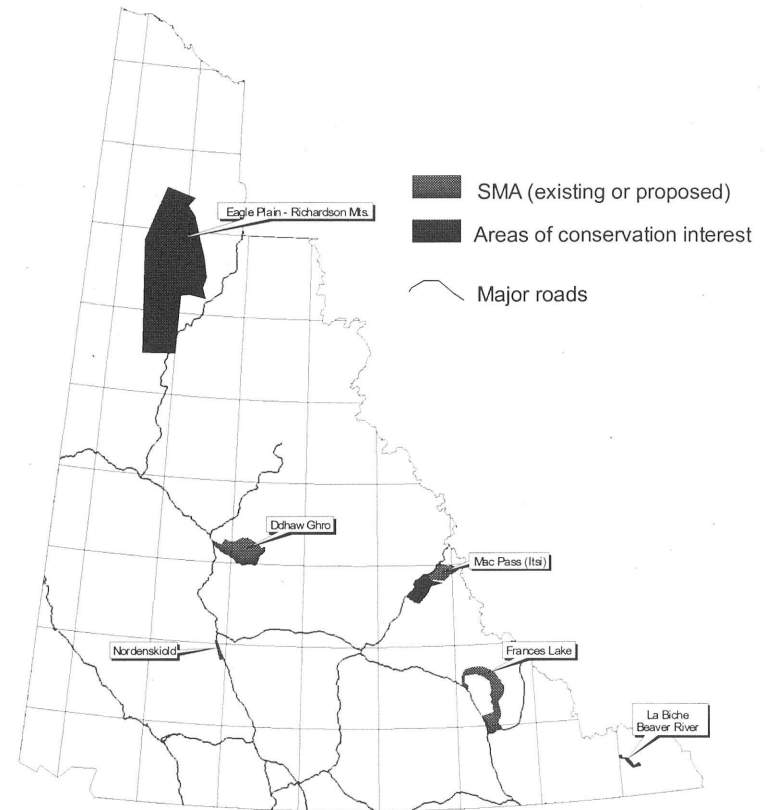 Eagle Plain - Richardson Mts.
SMA (existing or proposed)
Areas of conservation interest
Major roads
Ddhaw Ghro
Mac Pass (Itsi)
Nordenskiold
Frances Lake
La Biche
Beaver River